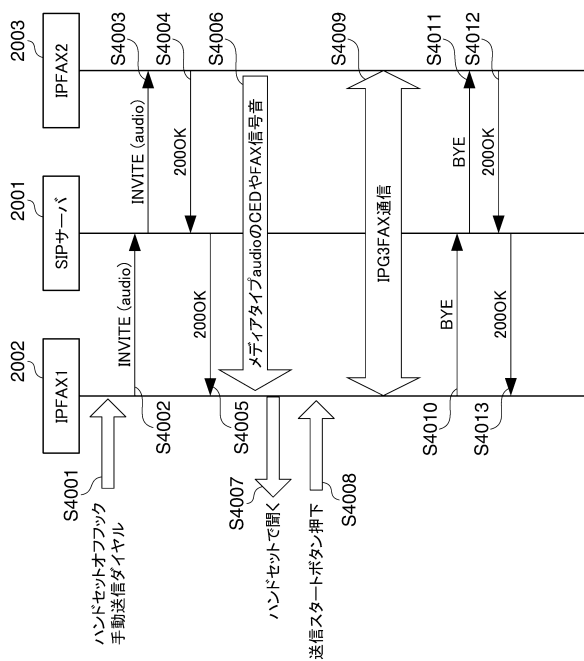 2002
2001
2003
IPFAX1
SIPサーバ
IPFAX2
S4001
ハンドセットオフフック
手動送信ダイヤル
S4002
INVITE (audio)
INVITE (audio)
S4003
200OK
S4004
200OK
S4005
S4006
メディアタイプaudioのCEDやFAX信号音
S4007
ハンドセットで聞く
S4008
送信スタートボタン押下
S4009
IPG3FAX通信
S4010
BYE
BYE
S4011
200OK
S4012
200OK
S4013